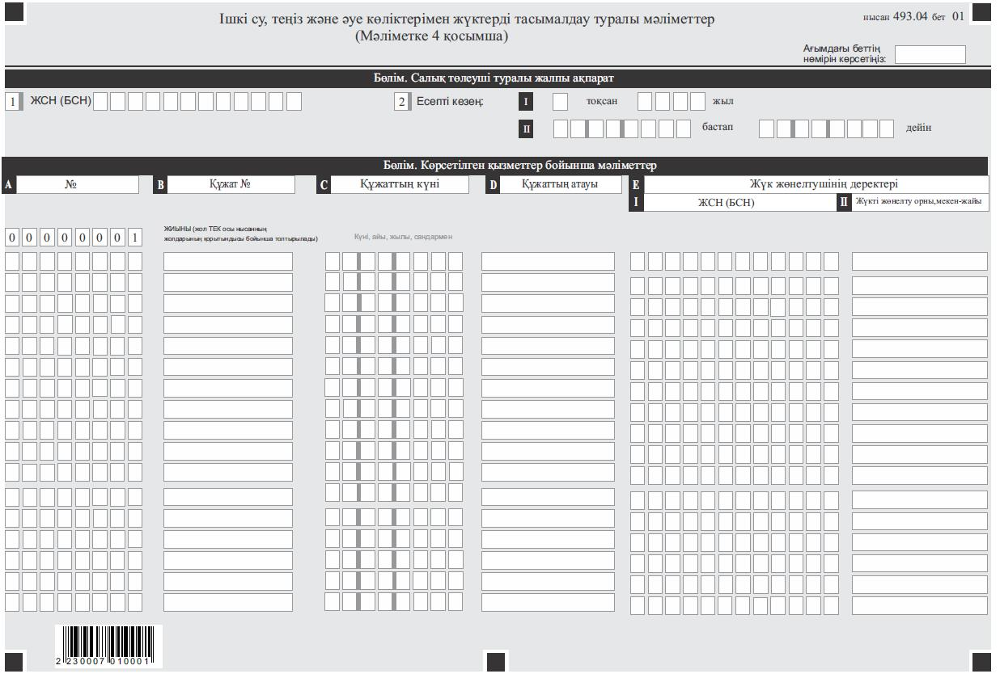 Ішкі су, теңіз және әуе көліктерімен жүктерді тасымалдау туралы мәліметтер
(Мәліметке 4 қосымша)
нысан 493.04 бет 01
Ағымдағы беттің
нөмірін көрсетіңіз:
Бөлім. Салық төлеуші туралы жалпы ақпарат
1 ЖСН (БСН) 2 Есепті кезең: I тоқсан жыл
II бастап дейін
Бөлім. Көрсетілген қызметтер бойынша мәліметтер
A № B Құжат № C Құжаттың күні D Құжаттың атауы E Жүк жөнелтушінің деректері
I ЖСН (БСН) II Жүкті жөнелту орны,мекен-жайы
0 0 0 0 0 0 0 1 ЖИЫНЫ (жол ТЕК осы нысанның
жолдарының қорытындысы бойынша толтырылады) Күні, айы, жылы, сандармен
2 230007 010001